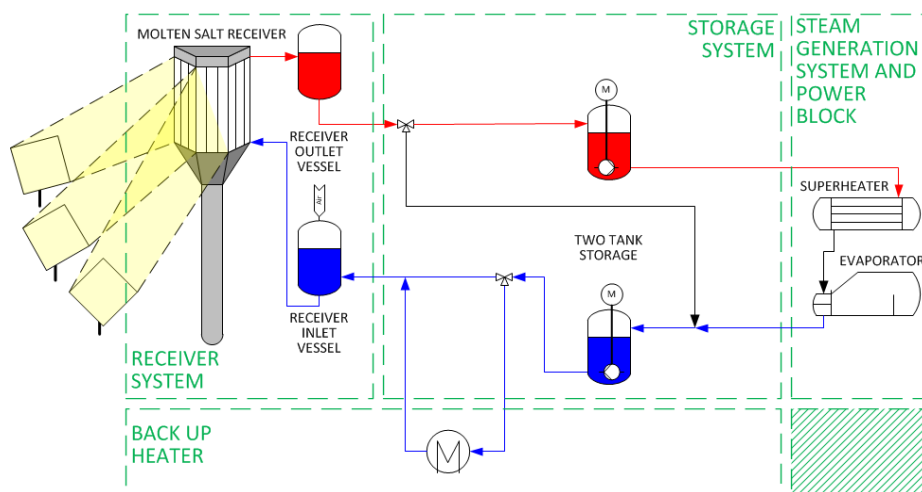 MOLTEN SALT RECEIVER
STORAGE
SYSTEM
STEAM
GENERATION
SYSTEM AND
POWER
BLOCK
M
RECEIVER
OUTLET
VESSEL
Air
SUPERHEATER
TWO TANK
STORAGE
EVAPORATOR
M
RECEIVER
INLET
VESSEL
RECEIVER
SYSTEM
BACK UP
HEATER
M